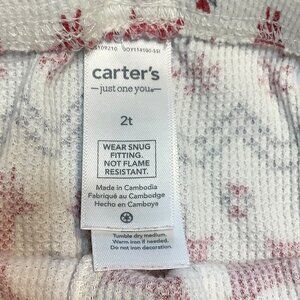 carter's
just one you®
2t
WEAR SNUG
FITTING.
NOT FLAME
RESISTANT.
Made in Cambodia
Fabriqué au Cambodge
Hecho en Camboya
Tumble dry medium.
Warm iron if needed.
Do not iron decoration.